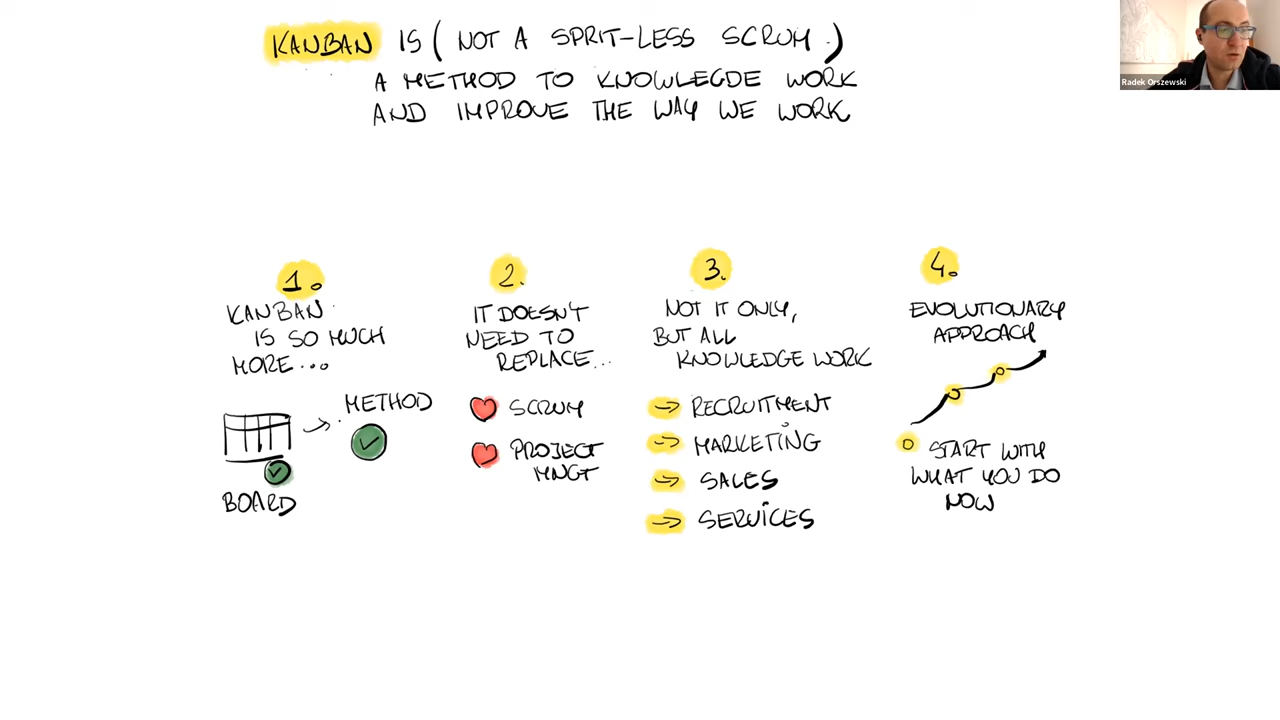 KANBAN IS (NOT A SPRIT-LESS SCRUM.)
A METHOD TO KNOWLEGDE WORK
AND IMPROVE THE WAY WE WORK
Radek Orszewski
1.
KANBAN
IS SO MUCH
MORE...
METHOD
BOARD
2.
IT DOESN'T
NEED TO
REPLACE...
SCRUM
PROJECT
MNGT
3.
NOT IT ONLY,
BUT ALL
KNOWLEDGE WORK
RECRUITMENT
MARKETING
SALES
SERVICES
4.
EVOLUTIONARY
APPROACH
START WITH
WHAT YOU DO
NOW